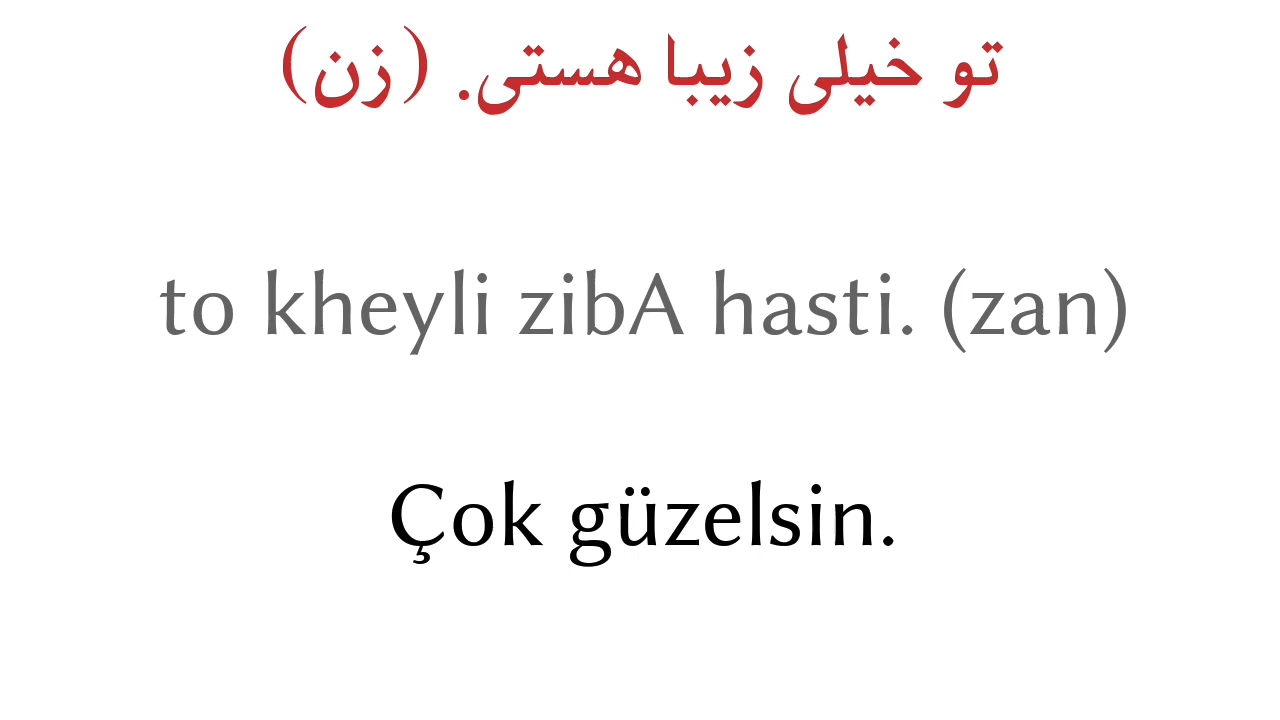 تو خیلی زیبا هستی. (زن)
to kheyli zibA hasti. (zan)
Çok güzelsin.